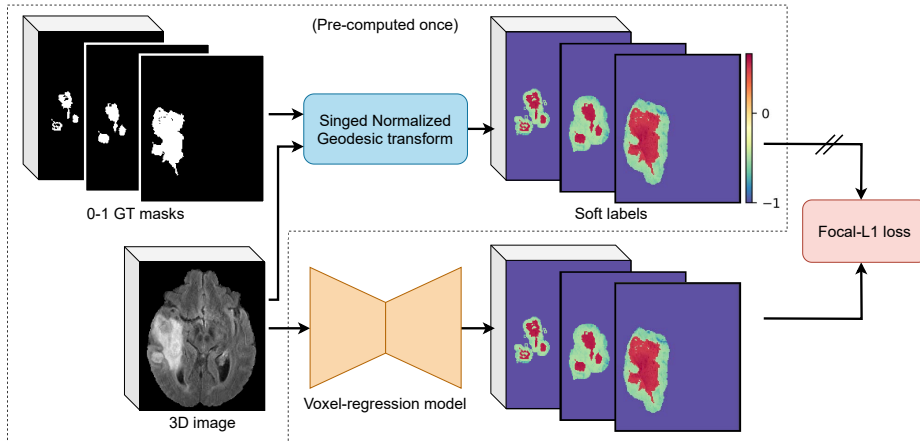 (Pre-computed once)
Singed Normalized
Geodesic transform
0
-1
0-1 GT masks
Soft labels
Focal-L1 loss
3D image
Voxel-regression model